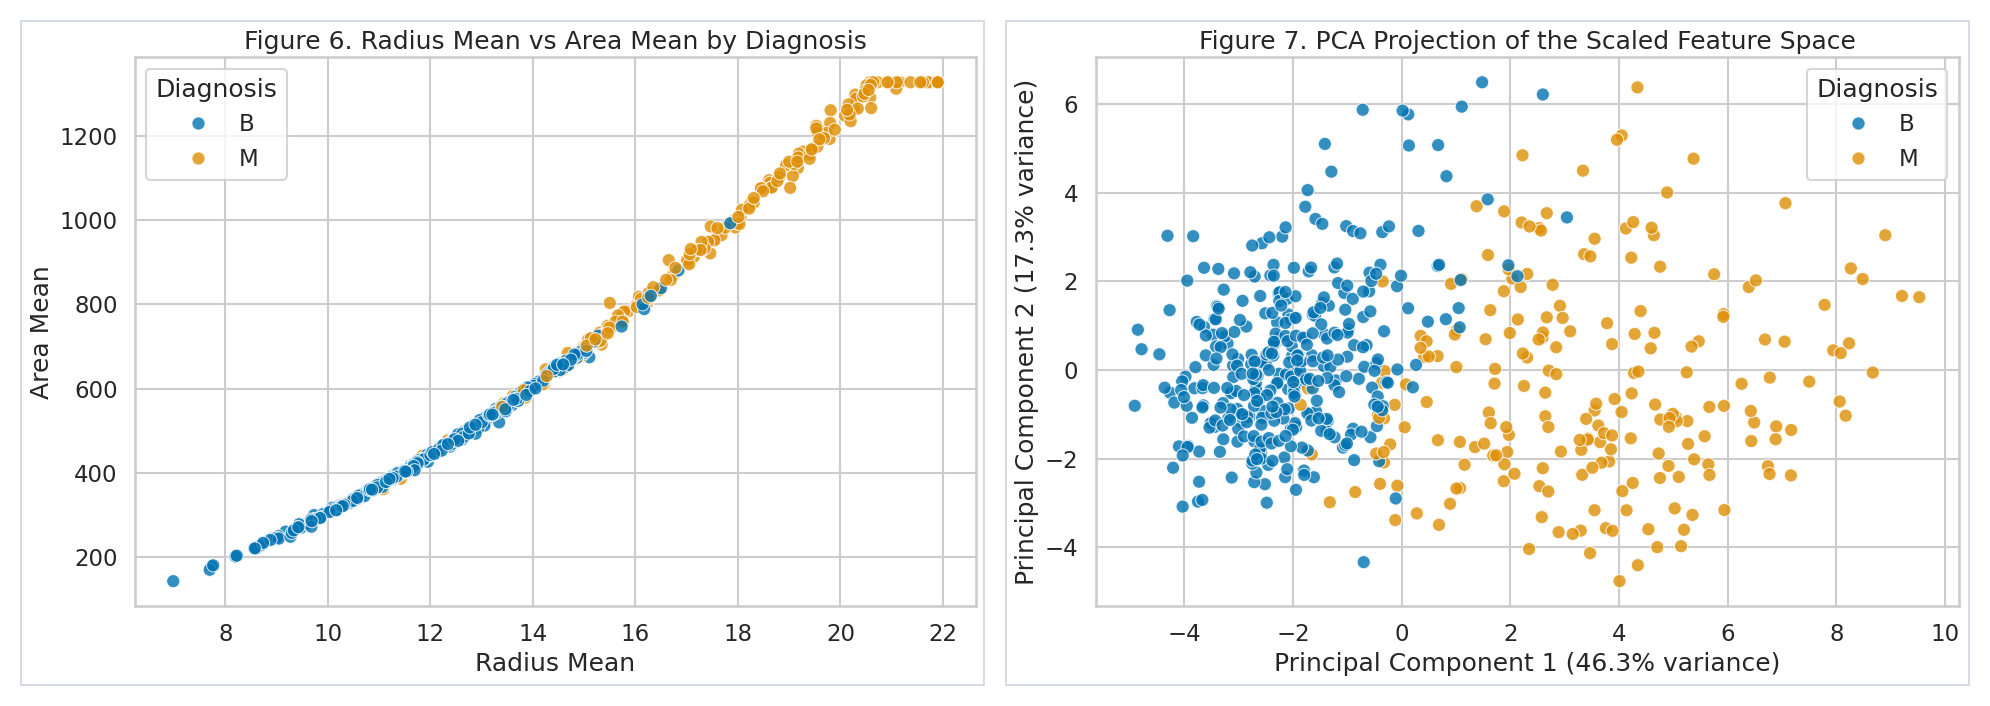 Figure 6. Radius Mean vs Area Mean by Diagnosis
Diagnosis
B
M
1200
1000
800
600
400
200
Area Mean
8 10 12 14 16 18 20 22
Radius Mean
Figure 7. PCA Projection of the Scaled Feature Space
Diagnosis
B
M
6
4
2
0
−2
−4
Principal Component 2 (17.3% variance)
−4 −2 0 2 4 6 8 10
Principal Component 1 (46.3% variance)